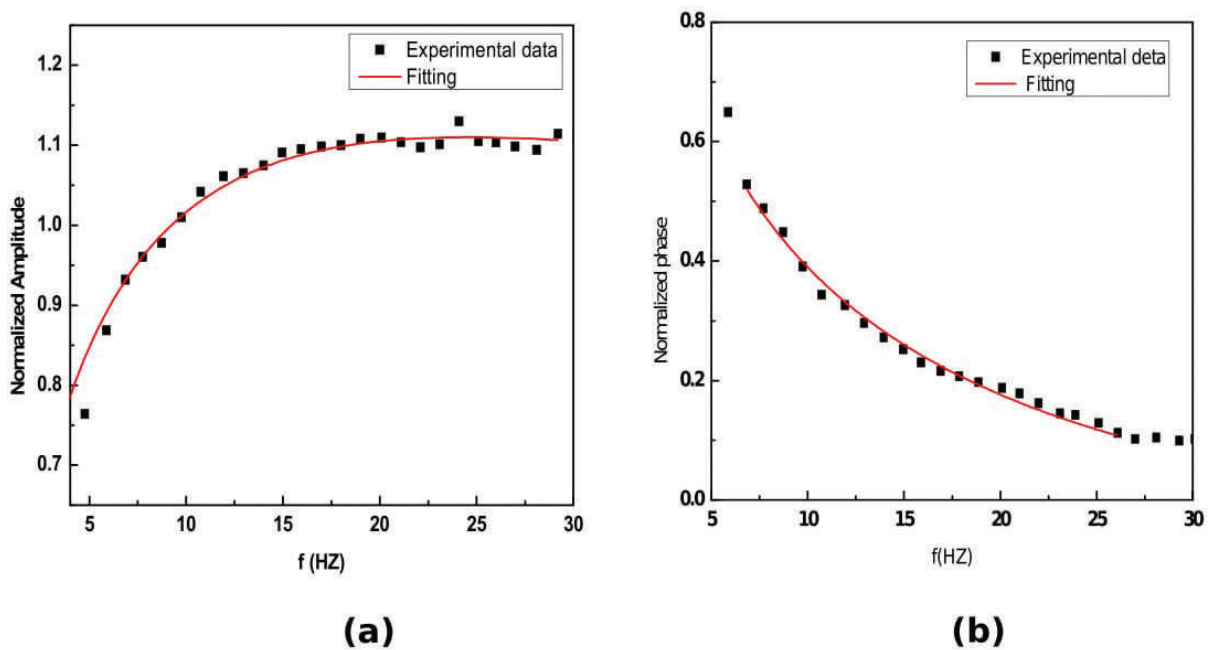 Experimental data
Fitting
1.2
1.1
1.0
0.9
0.8
0.7
Normalized Amplitude
5
10
15
20
25
30
f (HZ)
(a)
Experimental deta
Fitting
0.8
0.6
0.4
0.2
0.0
Normalized phase
5
10
15
20
25
30
f(HZ)
(b)